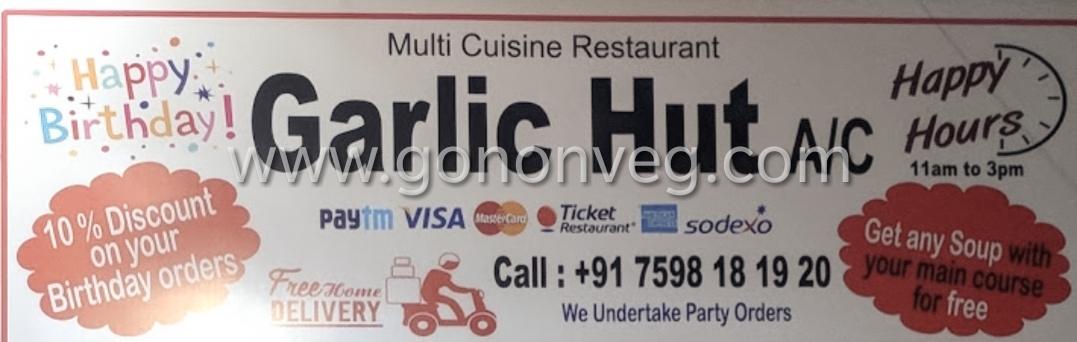 Multi Cuisine Restaurant
Happy
Birthday!
Garlic Hut A/C
Happy
Hours
11am to 3pm
www.gononveg.com
10 % Discount
on your
Birthday orders
Paytm VISA MasterCard Ticket Restaurant AMERICAN EXPRESS sodexo
Get any Soup with
your main course
for free
Free Home
DELIVERY
Call : +91 7598 18 19 20
We Undertake Party Orders